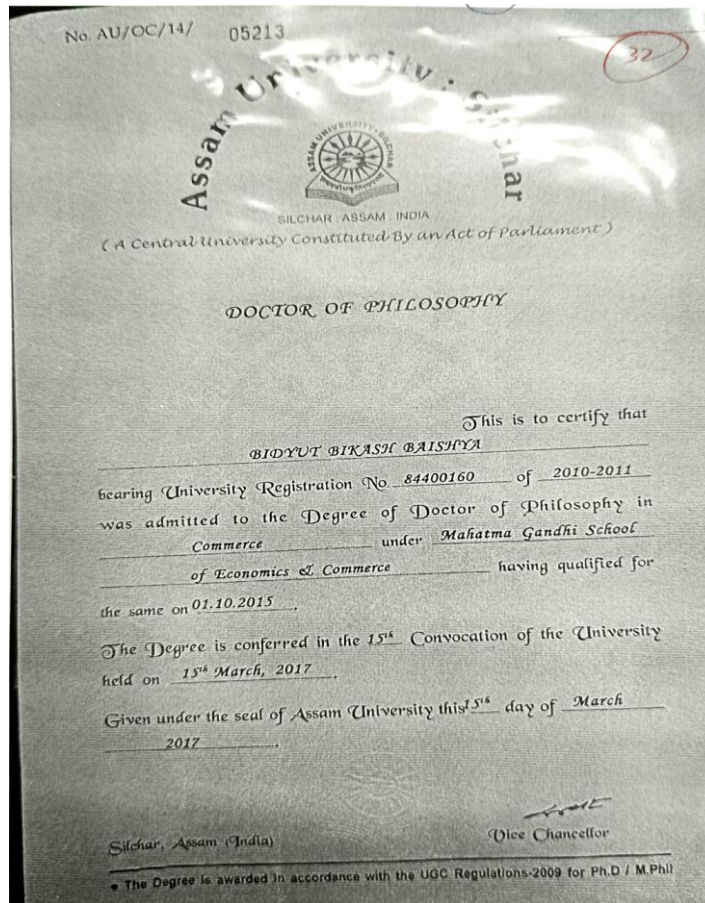 No. AU/OC/14/ 05213
32
Assam University : Silchar
ASSAM UNIVERSITY SILCHAR
SILCHAR : ASSAM : INDIA
( A Central University Constituted By an Act of Parliament )
DOCTOR OF PHILOSOPHY
This is to certify that
BIDYUT BIKASH BAISHYA
bearing University Registration No 84400160 of 2010-2011
was admitted to the Degree of Doctor of Philosophy in
Commerce under Mahatma Gandhi School
of Economics & Commerce having qualified for
the same on 01.10.2015.
The Degree is conferred in the 15th Convocation of the University
held on 15th March, 2017.
Given under the seal of Assam University this 15th day of March
2017.
Silchar, Assam (India)
Vice Chancellor
• The Degree is awarded in accordance with the UGC Regulations-2009 for Ph.D / M.Phil